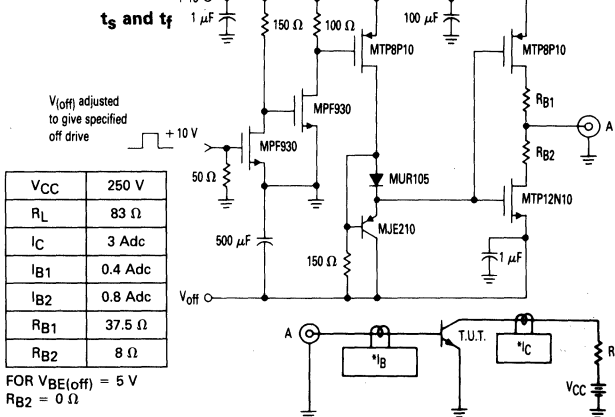 ts and tf
1 µF
150 Ω
100 Ω
100 µF
MTP8P10
MTP8P10
V(off) adjusted
to give specified
off drive
+ 10 V
MPF930
MPF930
RB1
A
RB2
50 Ω
MUR105
MTP12N10
500 µF
MJE210
1 µF
150 Ω
Voff
VCC 250 V
RL 83 Ω
IC 3 Adc
IB1 0.4 Adc
IB2 0.8 Adc
RB1 37.5 Ω
RB2 8 Ω
A
*IB
T.U.T.
*IC
VCC
FOR VBE(off) = 5 V
RB2 = 0 Ω